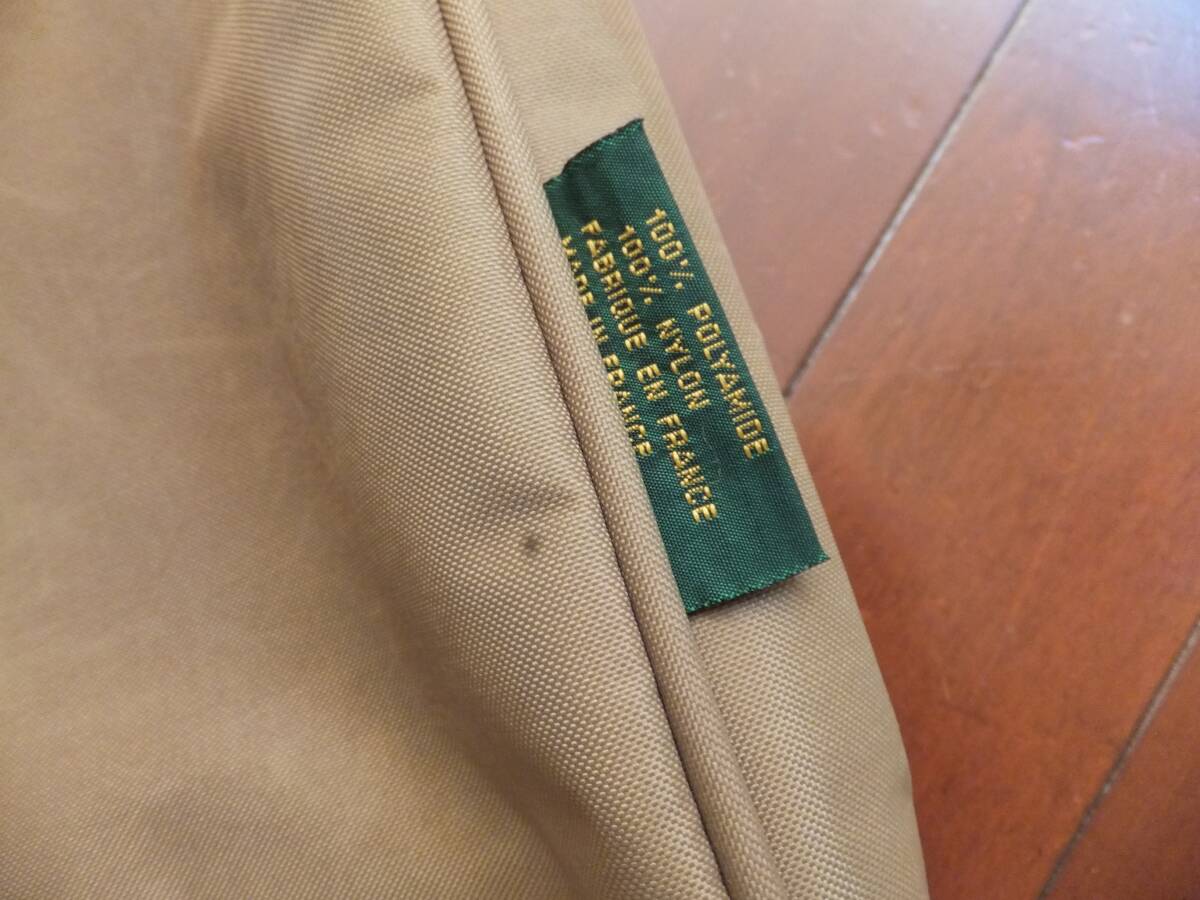 100% POLYAMIDE
100% NYLON
FABRIQUE EN FRANCE
MADE IN FRANCE